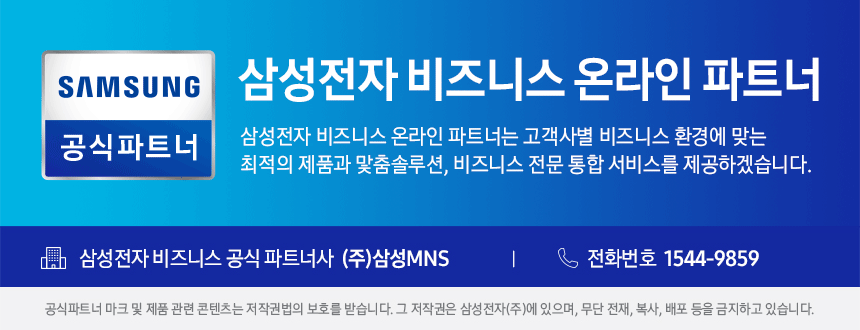 SAMSUNG
공식파트너
삼성전자 비즈니스 온라인 파트너
삼성전자 비즈니스 온라인 파트너는 고객사별 비즈니스 환경에 맞는
최적의 제품과 맞춤솔루션, 비즈니스 전문 통합 서비스를 제공하겠습니다.
삼성전자 비즈니스 공식 파트너사 (주)삼성MNS | 전화번호 1544-9859
공식파트너 마크 및 제품 관련 콘텐츠는 저작권법의 보호를 받습니다. 그 저작권은 삼성전자(주)에 있으며, 무단 전재, 복사, 배포 등을 금지하고 있습니다.